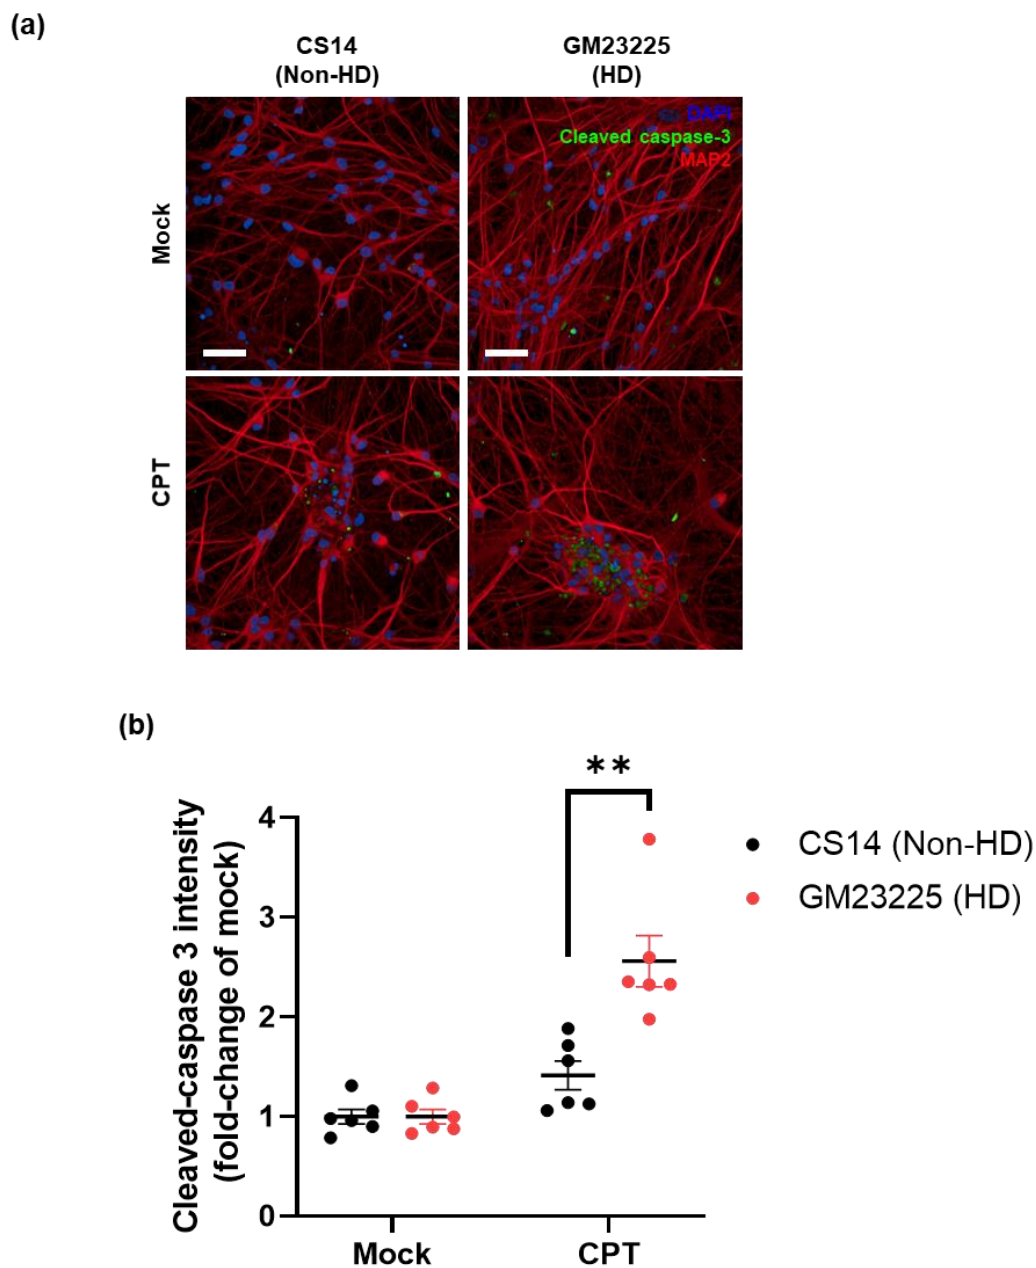 (a)
CS14
(Non-HD)
GM23225
(HD)
DAPI
Cleaved caspase-3
MAP2
Mock
CPT
(b)
**
Cleaved-caspase 3 intensity
(fold-change of mock)
4
3
2
1
0
Mock
CPT
CS14 (Non-HD)
GM23225 (HD)